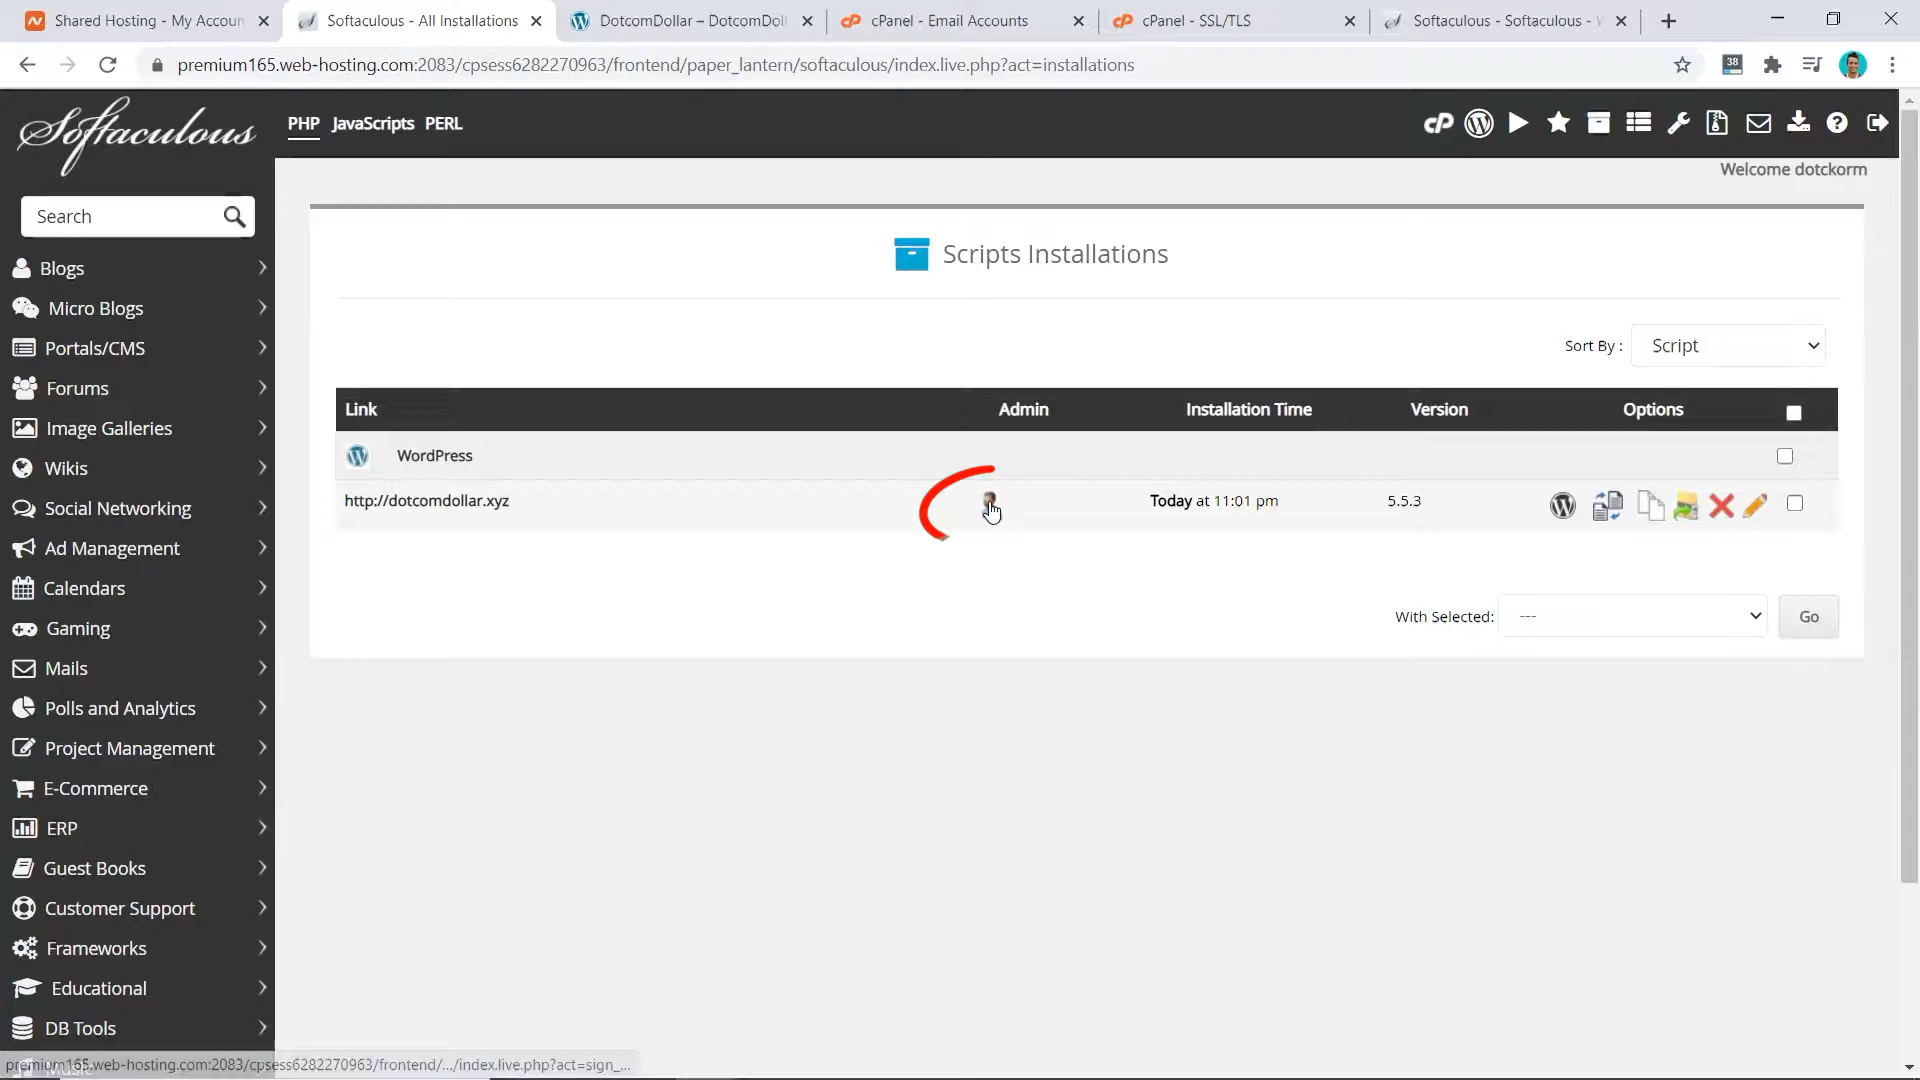 Shared Hosting - My Accoun
Softaculous - All Installations
DotcomDollar – DotcomDoll
cPanel - Email Accounts
cPanel - SSL/TLS
Softaculous - Softaculous -
premium165.web-hosting.com:2083/cpsess6282270963/frontend/paper_lantern/softaculous/index.live.php?act=installations
38
Softaculous
PHP JavaScripts PERL
cP
Welcome dotckorm
Search
Scripts Installations
Sort By : Script
Blogs
Micro Blogs
Portals/CMS
Forums
Image Galleries
Wikis
Social Networking
Ad Management
Calendars
Gaming
Mails
Polls and Analytics
Project Management
E-Commerce
ERP
Guest Books
Customer Support
Frameworks
Educational
DB Tools
Music
Link Admin Installation Time Version Options
WordPress
http://dotcomdollar.xyz Today at 11:01 pm 5.5.3
With Selected: --- Go
premium165.web-hosting.com:2083/cpsess6282270963/frontend/.../index.live.php?act=sign_...